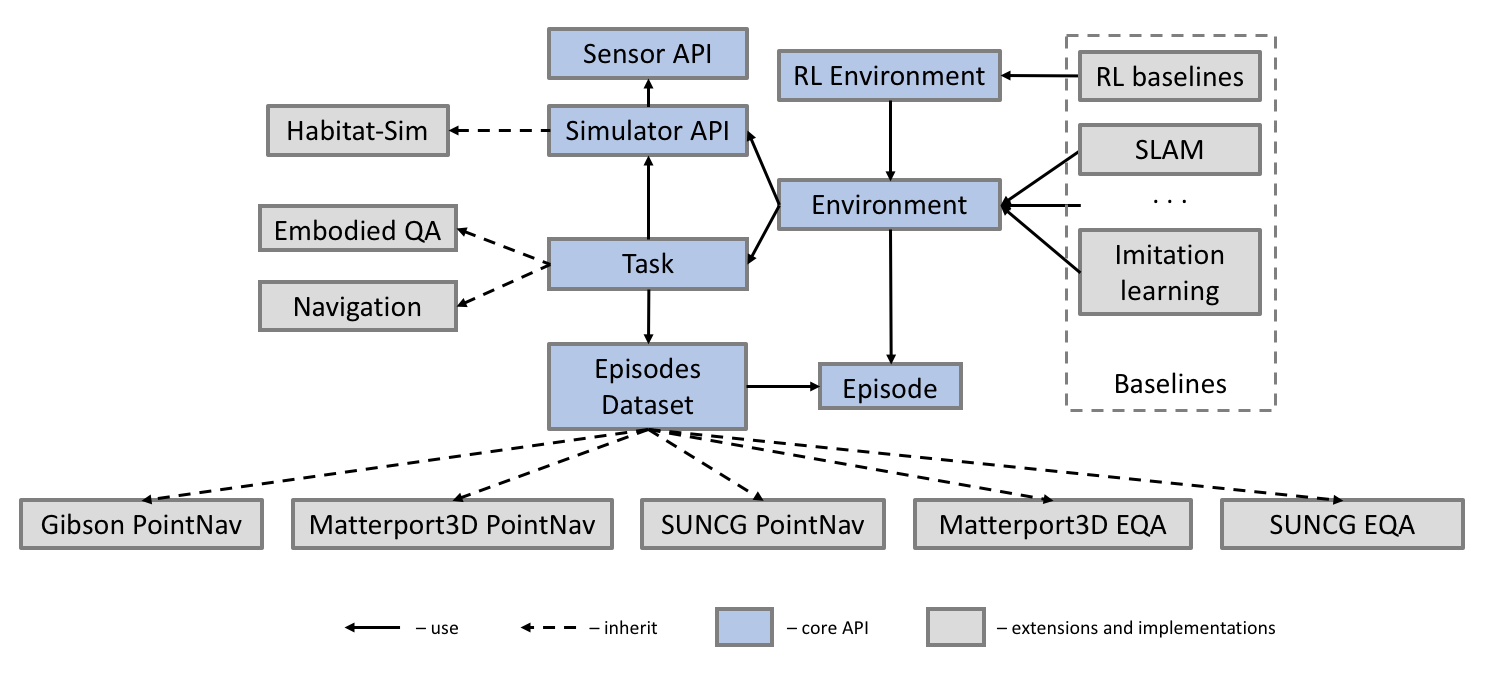 Sensor API
RL Environment
RL baselines
Habitat-Sim
Simulator API
SLAM
. . .
Embodied QA
Environment
Task
Imitation
learning
Navigation
Episodes
Dataset
Episode
Baselines
Gibson PointNav
Matterport3D PointNav
SUNCG PointNav
Matterport3D EQA
SUNCG EQA
– use
– inherit
– core API
– extensions and implementations